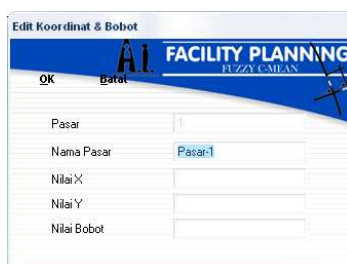 Edit Koordinat & Bobot
A.I. FACILITY PLANNING
FUZZY C-MEAN
OK Batal
Pasar 1
Nama Pasar Pasar-1
Nilai X
Nilai Y
Nilai Bobot